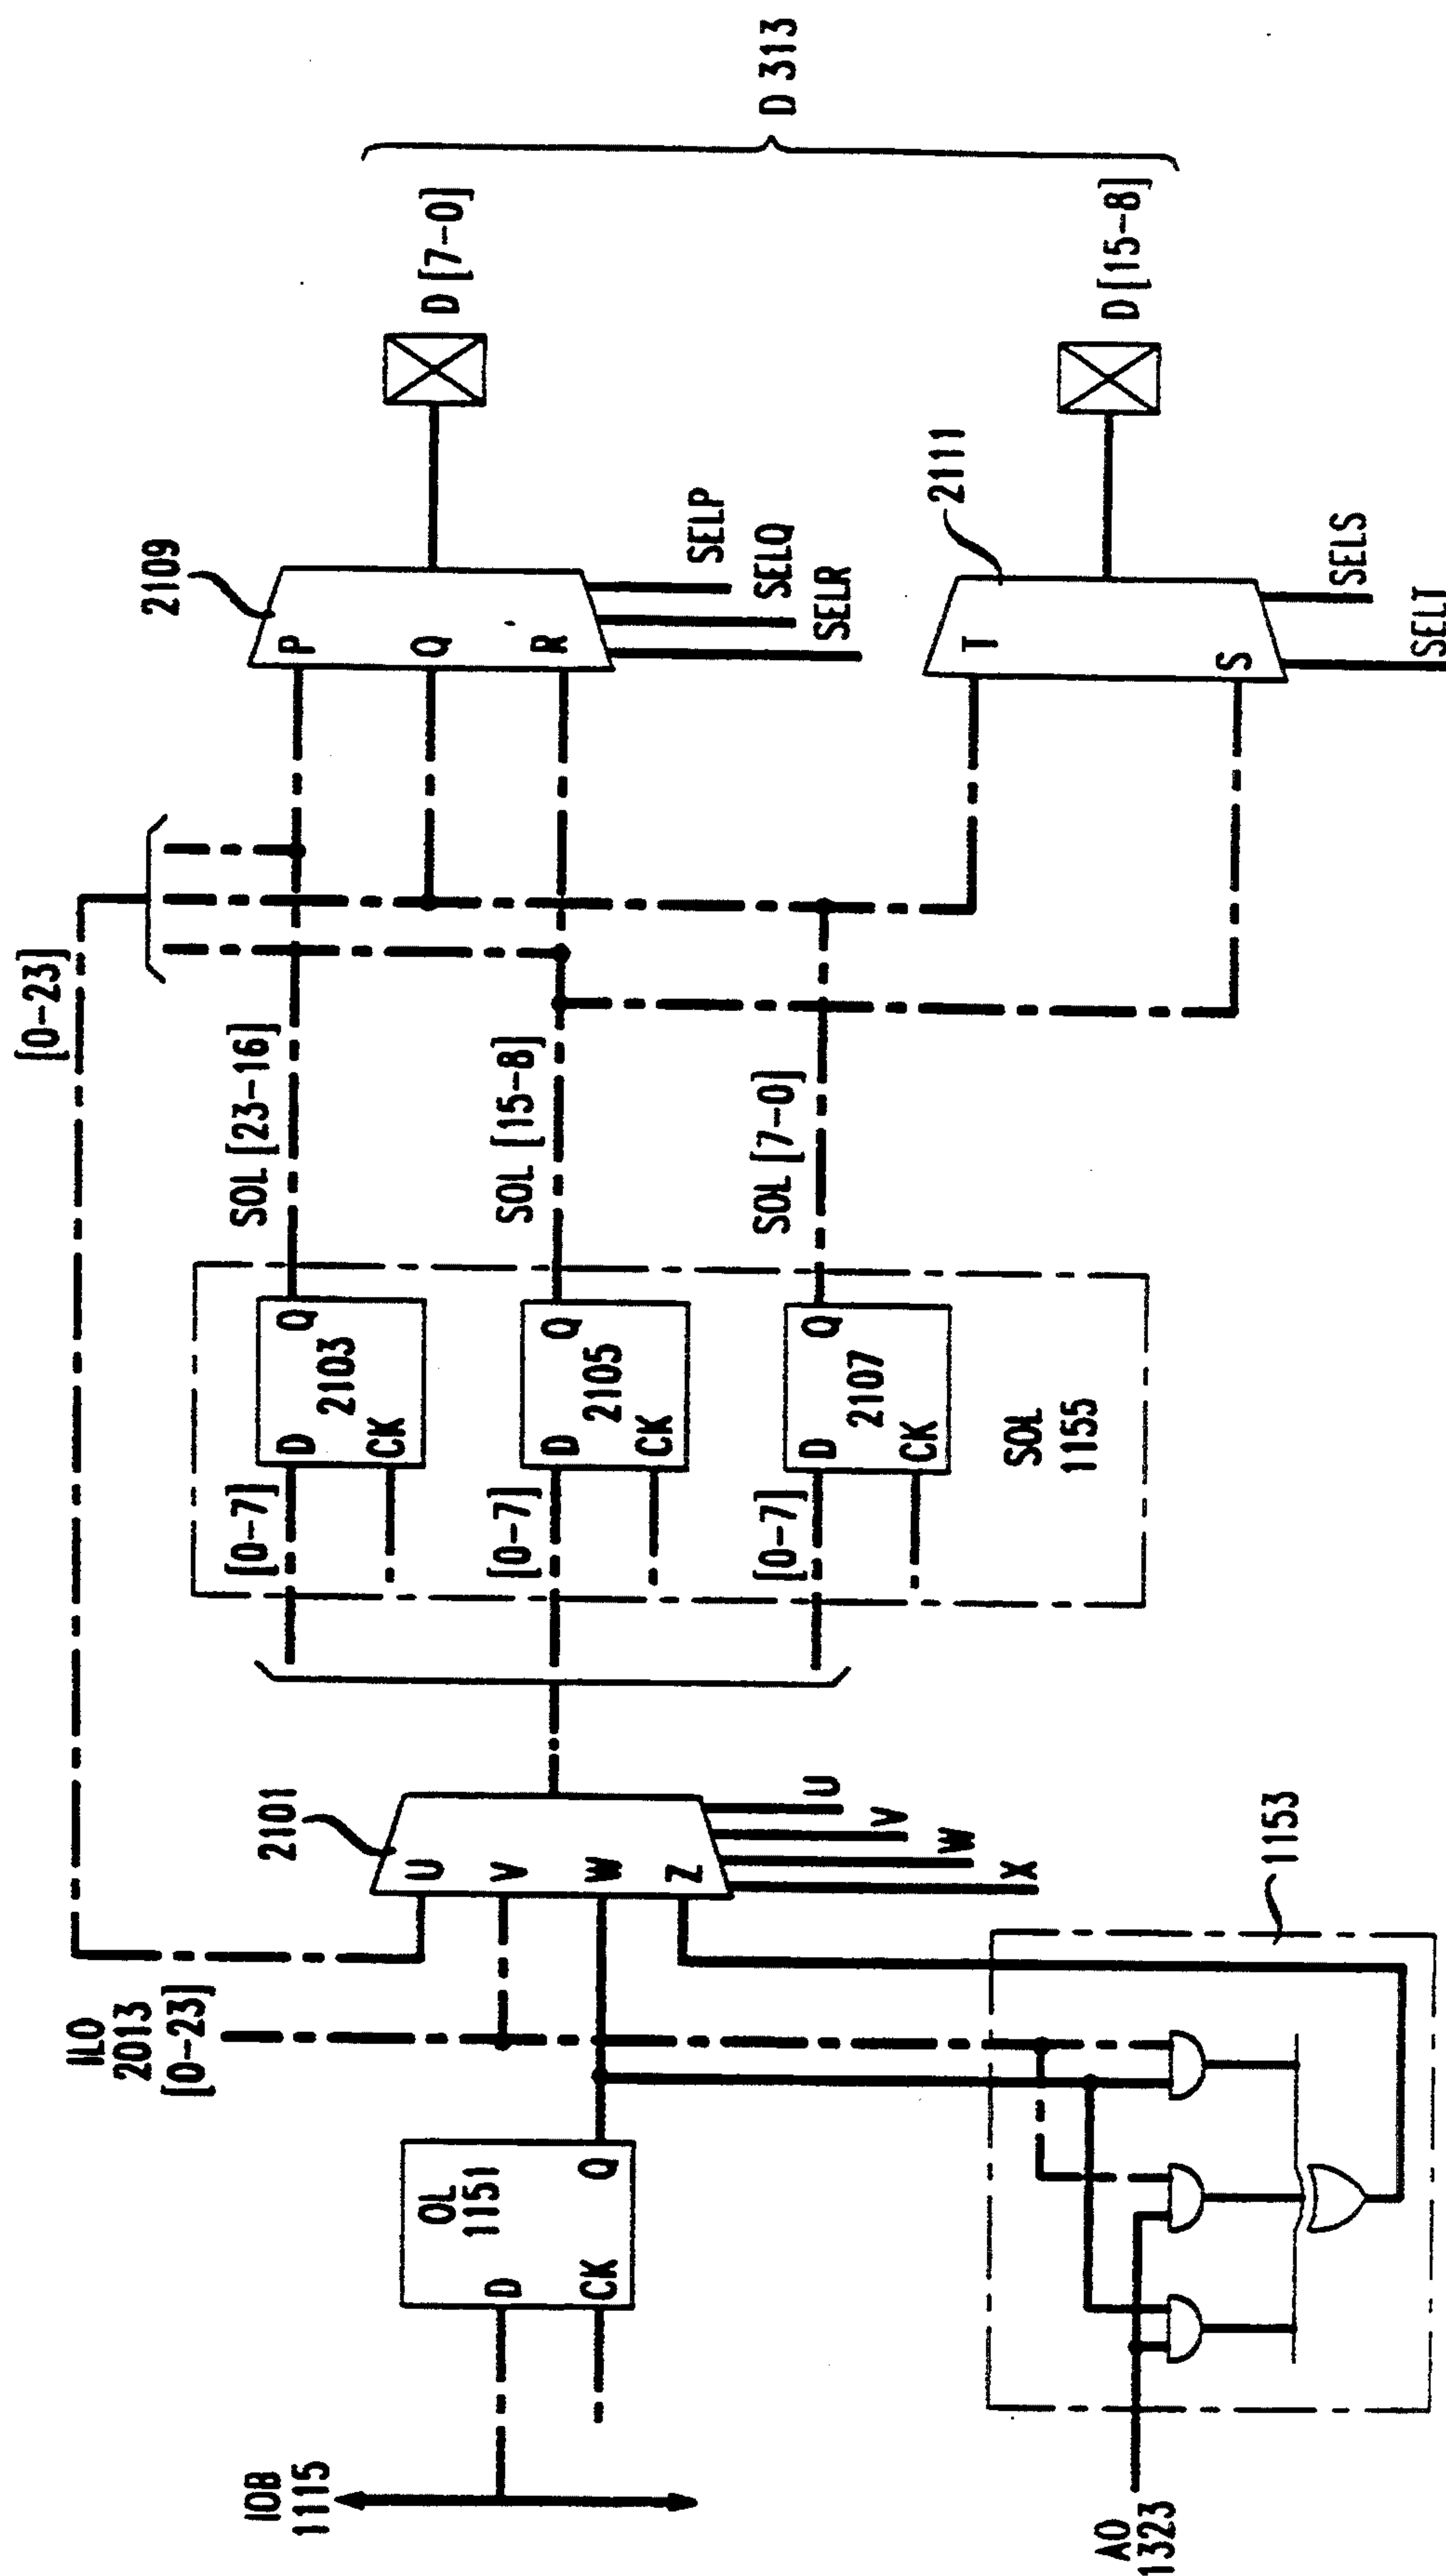 IOB
1115
OL
1151
D
Q
CK
ILO
2013
[0-23]
AO
1323
1153
2101
U
V
W
Z
U
V
W
X
[0-23]
[0-7]
D
Q
2103
CK
[0-7]
D
Q
2105
CK
[0-7]
D
Q
2107
CK
SOL
1155
SOL [23-16]
SOL [15-8]
SOL [7-0]
2109
P
Q
R
SELP
SELQ
SELR
2111
T
S
SELS
SELT
D [7-0]
D [15-8]
D 313